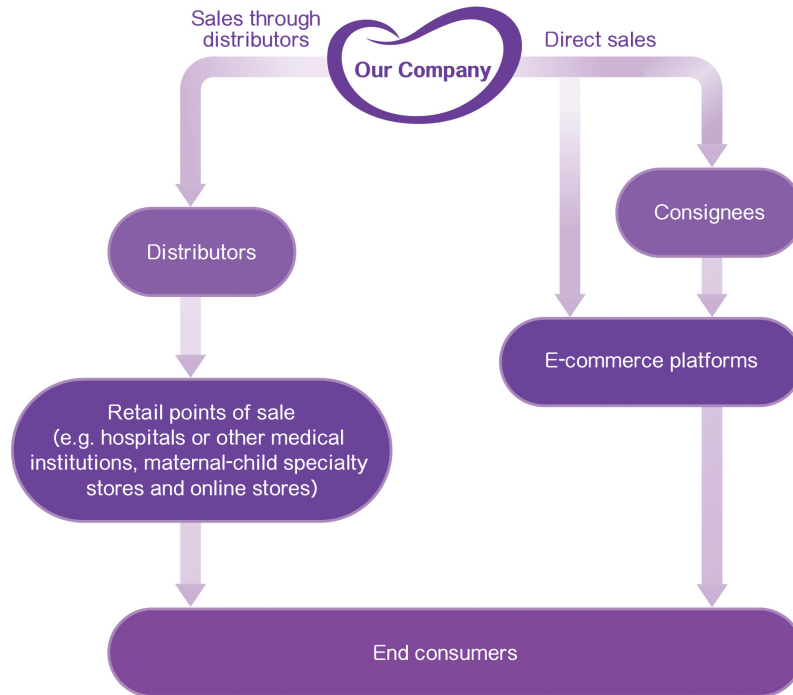 Sales through
distributors
Our Company
Direct sales
Consignees
Distributors
E-commerce platforms
Retail points of sale
(e.g. hospitals or other medical
institutions, maternal-child specialty
stores and online stores)
End consumers